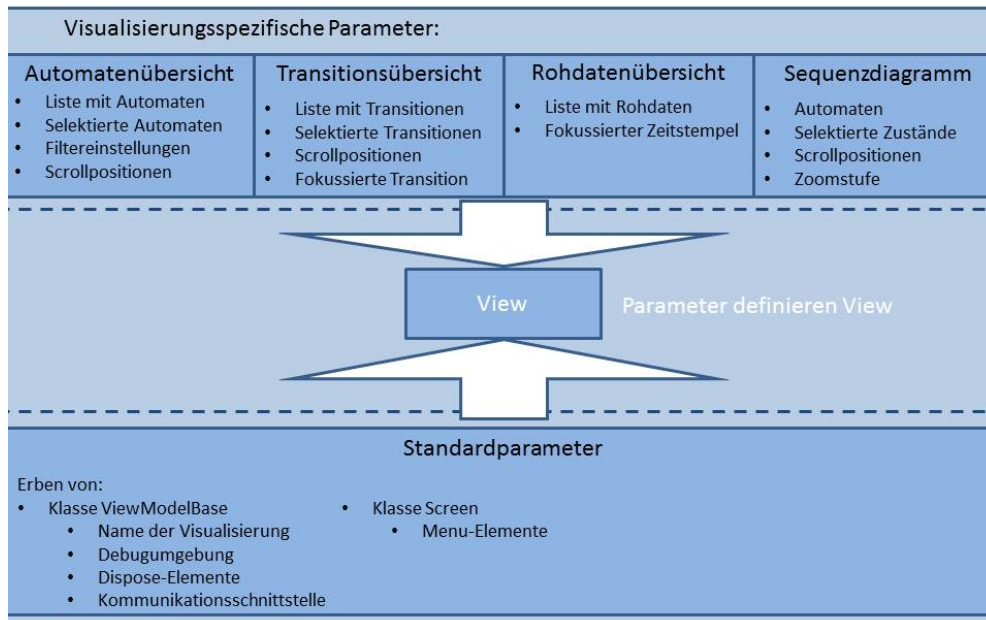 Visualisierungsspezifische Parameter:
Automatenübersicht
• Liste mit Automaten
• Selektierte Automaten
• Filtereinstellungen
• Scrollpositionen
Transitionsübersicht
• Liste mit Transitionen
• Selektierte Transitionen
• Scrollpositionen
• Fokussierte Transition
Rohdatenübersicht
• Liste mit Rohdaten
• Fokussierter Zeitstempel
Sequenzdiagramm
• Automaten
• Selektierte Zustände
• Scrollpositionen
• Zoomstufe
View
Parameter definieren View
Standardparameter
Erben von:
• Klasse ViewModelBase
• Name der Visualisierung
• Debugumgebung
• Dispose-Elemente
• Kommunikationsschnittstelle
• Klasse Screen
• Menu-Elemente